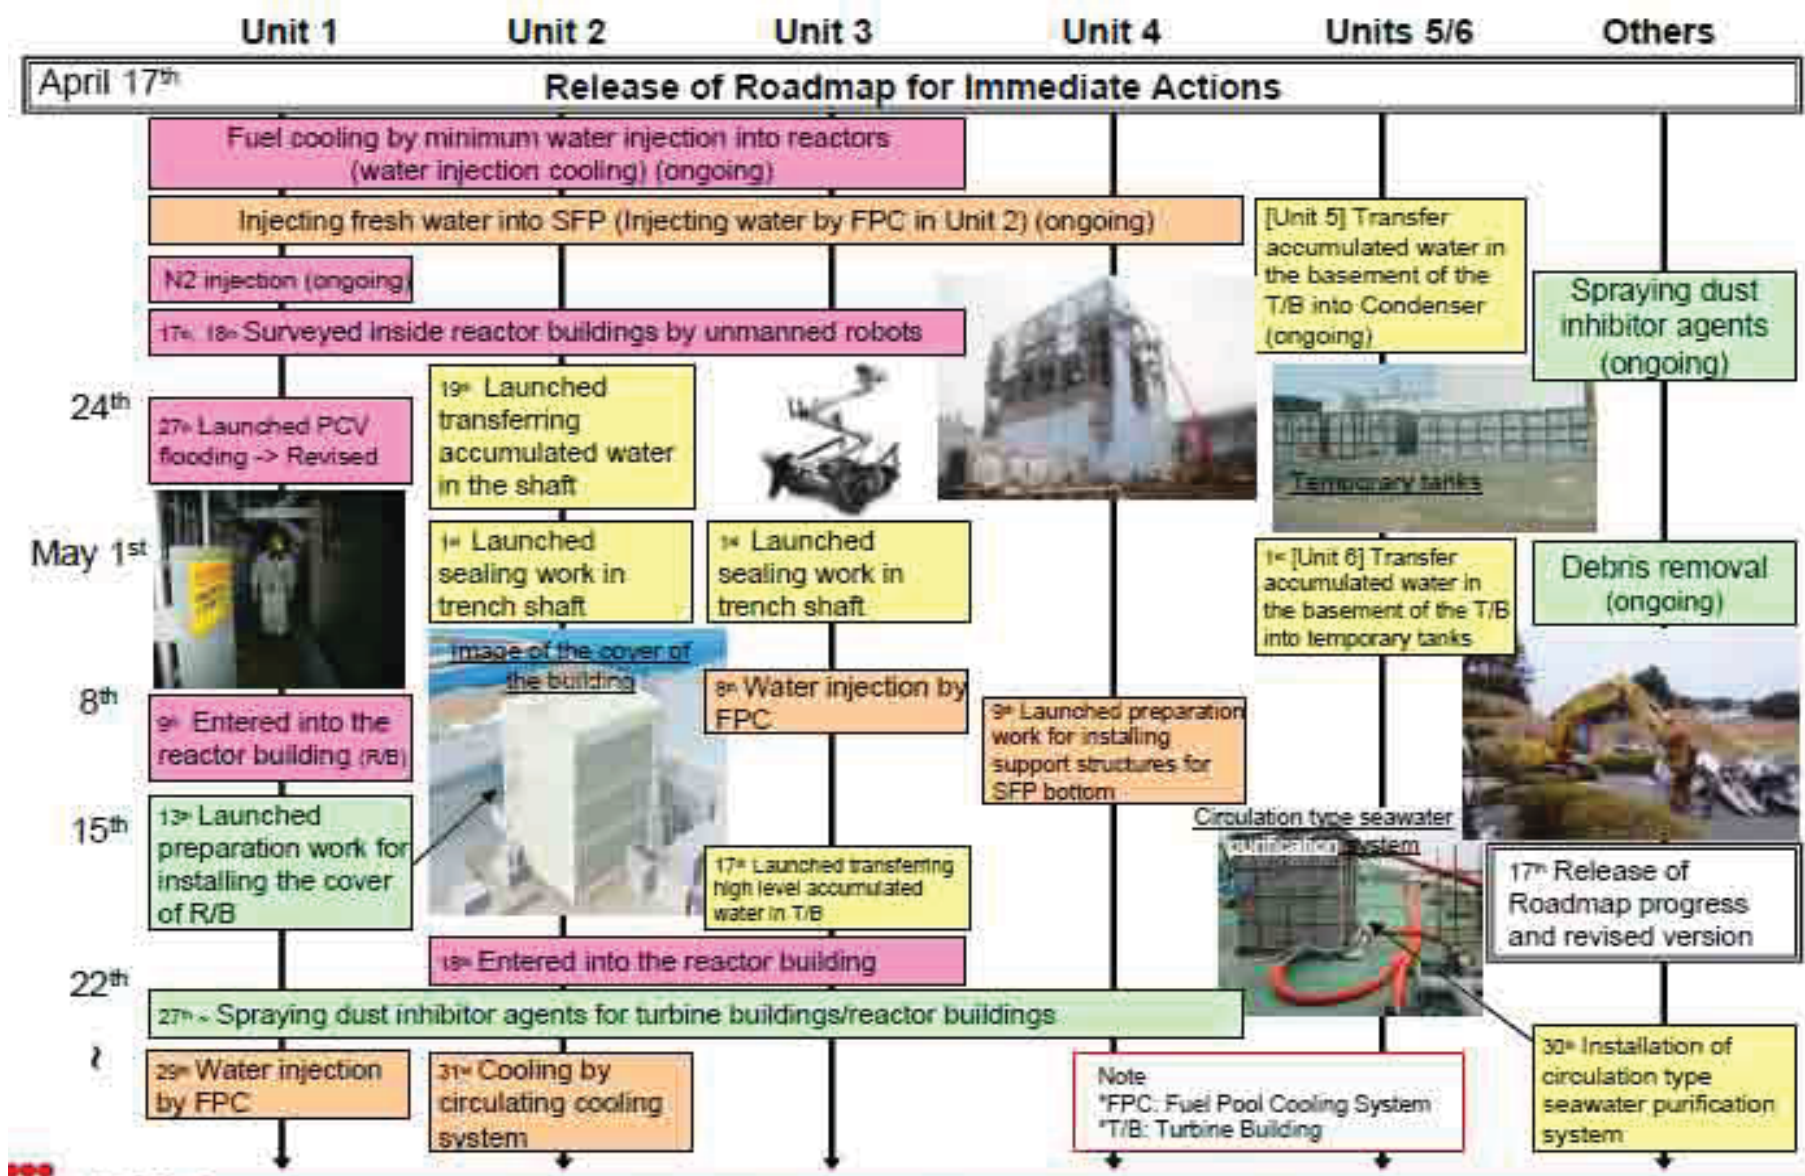 Unit 1 Unit 2 Unit 3 Unit 4 Units 5/6 Others
April 17th Release of Roadmap for Immediate Actions
Fuel cooling by minimum water injection into reactors
(water injection cooling) (ongoing)
Injecting fresh water into SFP (Injecting water by FPC in Unit 2) (ongoing)
[Unit 5] Transfer
accumulated water in
the basement of the
T/B into Condenser
(ongoing)
N2 injection (ongoing)
Spraying dust
inhibitor agents
(ongoing)
17th, 18th Surveyed inside reactor buildings by unmanned robots
24th
27th Launched PCV
flooding -> Revised
19th Launched
transferring
accumulated water
in the shaft
Temporary tanks
May 1st
1st Launched
sealing work in
trench shaft
1st Launched
sealing work in
trench shaft
1st [Unit 6] Transfer
accumulated water in
the basement of the T/B
into temporary tanks
Debris removal
(ongoing)
Image of the cover of
the building
8th
9th Entered into the
reactor building (R/B)
8th Water injection by
FPC
9th Launched preparation
work for installing
support structures for
SFP bottom
15th
13th Launched
preparation work for
installing the cover
of R/B
17th Launched transferring
high level accumulated
water in T/B
Circulation type seawater
purification system
17th Release of
Roadmap progress
and revised version
18th Entered into the reactor building
22th
27th ~ Spraying dust inhibitor agents for turbine buildings/reactor buildings
~
29th Water injection
by FPC
31st Cooling by
circulating cooling
system
Note
*FPC: Fuel Pool Cooling System
*T/B: Turbine Building
30th Installation of
circulation type
seawater purification
system